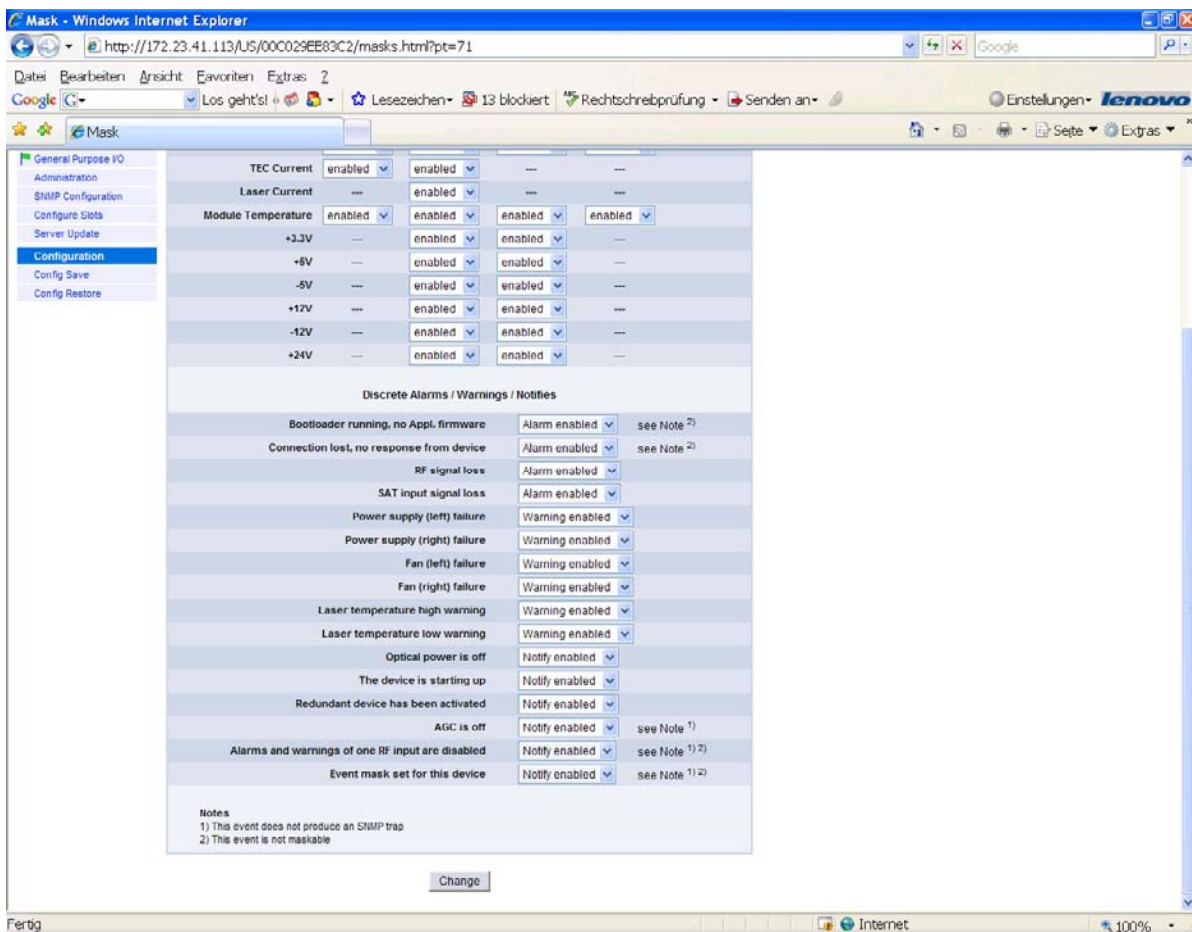 Mask - Windows Internet Explorer
http://172.23.41.113/US/00C029EE83C2/masks.html?pt=71
Google
Datei Bearbeiten Ansicht Favoriten Extras ?
Google G Los geht's! Lesezeichen 13 blockiert Rechtschreibprüfung Senden an Einstellungen lenovo
Mask Seite Extras
General Purpose I/O
Administration
SNMP Configuration
Configure Slots
Server Update
Configuration
Config Save
Config Restore
TEC Current enabled enabled --- ---
Laser Current --- enabled --- ---
Module Temperature enabled enabled enabled enabled
+3.3V --- enabled enabled ---
+6V --- enabled enabled ---
-5V --- enabled enabled ---
+12V --- enabled enabled ---
-12V --- enabled enabled ---
+24V --- enabled enabled ---
Discrete Alarms / Warnings / Notifies
Bootloader running, no Appl. firmware Alarm enabled see Note 2)
Connection lost, no response from device Alarm enabled see Note 2)
RF signal loss Alarm enabled
SAT input signal loss Alarm enabled
Power supply (left) failure Warning enabled
Power supply (right) failure Warning enabled
Fan (left) failure Warning enabled
Fan (right) failure Warning enabled
Laser temperature high warning Warning enabled
Laser temperature low warning Warning enabled
Optical power is off Notify enabled
The device is starting up Notify enabled
Redundant device has been activated Notify enabled
AGC is off Notify enabled see Note 1)
Alarms and warnings of one RF input are disabled Notify enabled see Note 1) 2)
Event mask set for this device Notify enabled see Note 1) 2)
Notes
1) This event does not produce an SNMP trap
2) This event is not maskable
Change
Fertig Internet 100%